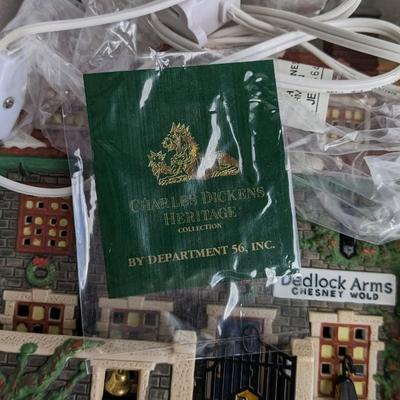 CHARLES DICKENS
HERITAGE
COLLECTION
BY DEPARTMENT 56, INC.
Dedlock Arms
CHESNEY WOLD